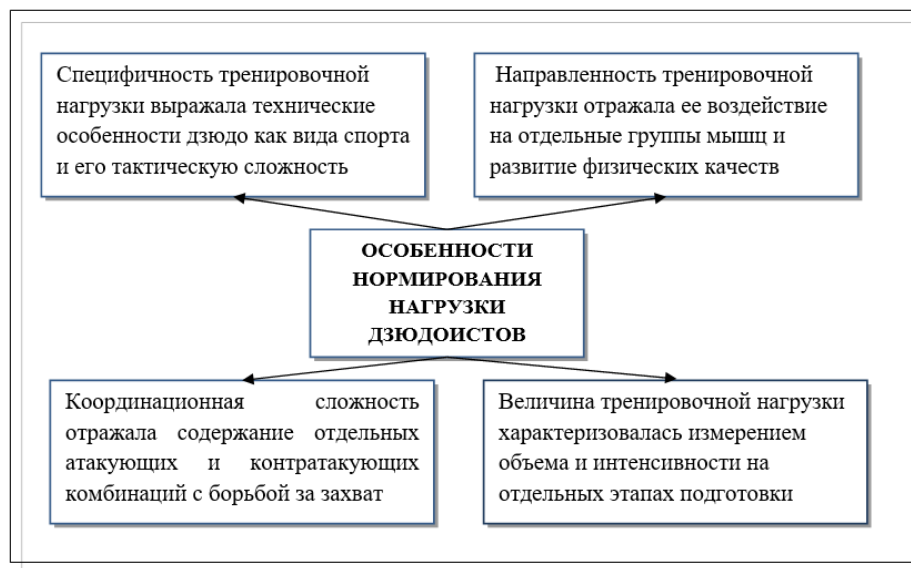 Специфичность тренировочной
нагрузки выражала технические
особенности дзюдо как вида спорта
и его тактическую сложность
Направленность тренировочной
нагрузки отражала ее воздействие
на отдельные группы мышц и
развитие физических качеств
ОСОБЕННОСТИ
НОРМИРОВАНИЯ
НАГРУЗКИ
ДЗЮДОИСТОВ
Координационная сложность
отражала содержание отдельных
атакующих и контратакующих
комбинаций с борьбой за захват
Величина тренировочной нагрузки
характеризовалась измерением
объема и интенсивности на
отдельных этапах подготовки